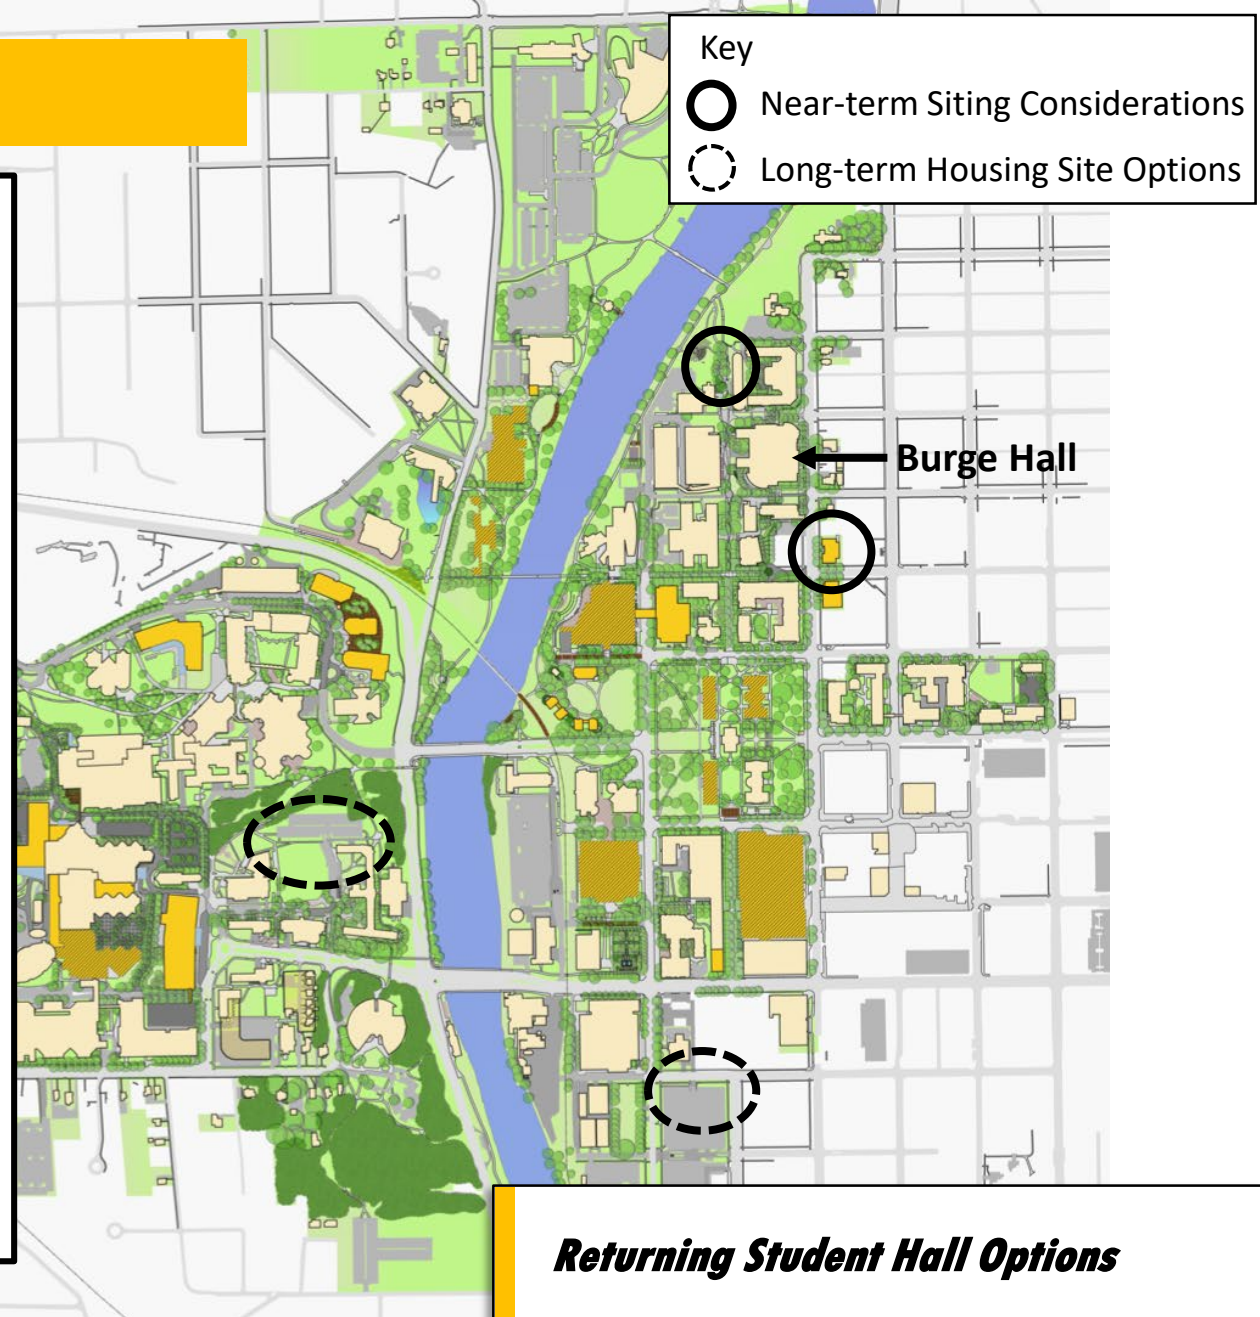 Key
Near-term Siting Considerations
Long-term Housing Site Options
Burge Hall
Returning Student Hall Options